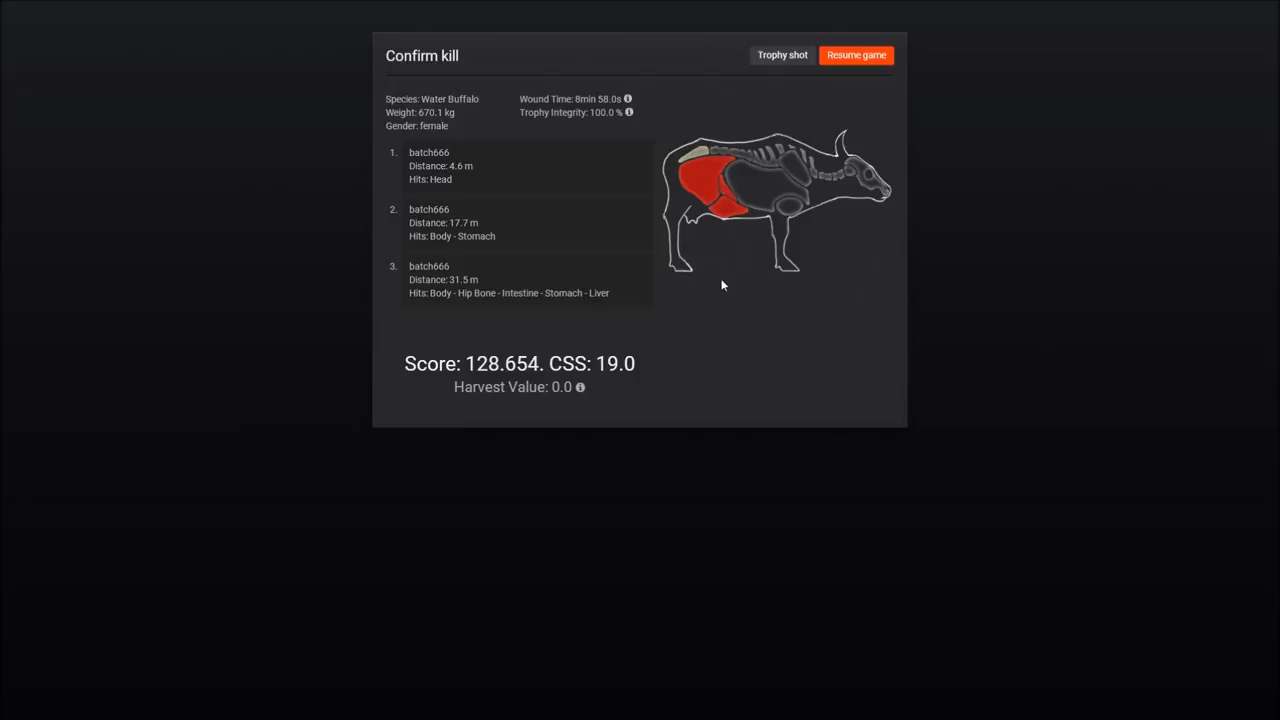 Confirm kill
Trophy shot
Resume game
Species: Water Buffalo
Weight: 670.1 kg
Gender: female
Wound Time: 8min 58.0s
Trophy Integrity: 100.0 %
1.
batch666
Distance: 4.6 m
Hits: Head
2.
batch666
Distance: 17.7 m
Hits: Body - Stomach
3.
batch666
Distance: 31.5 m
Hits: Body - Hip Bone - Intestine - Stomach - Liver
Score: 128.654. CSS: 19.0
Harvest Value: 0.0